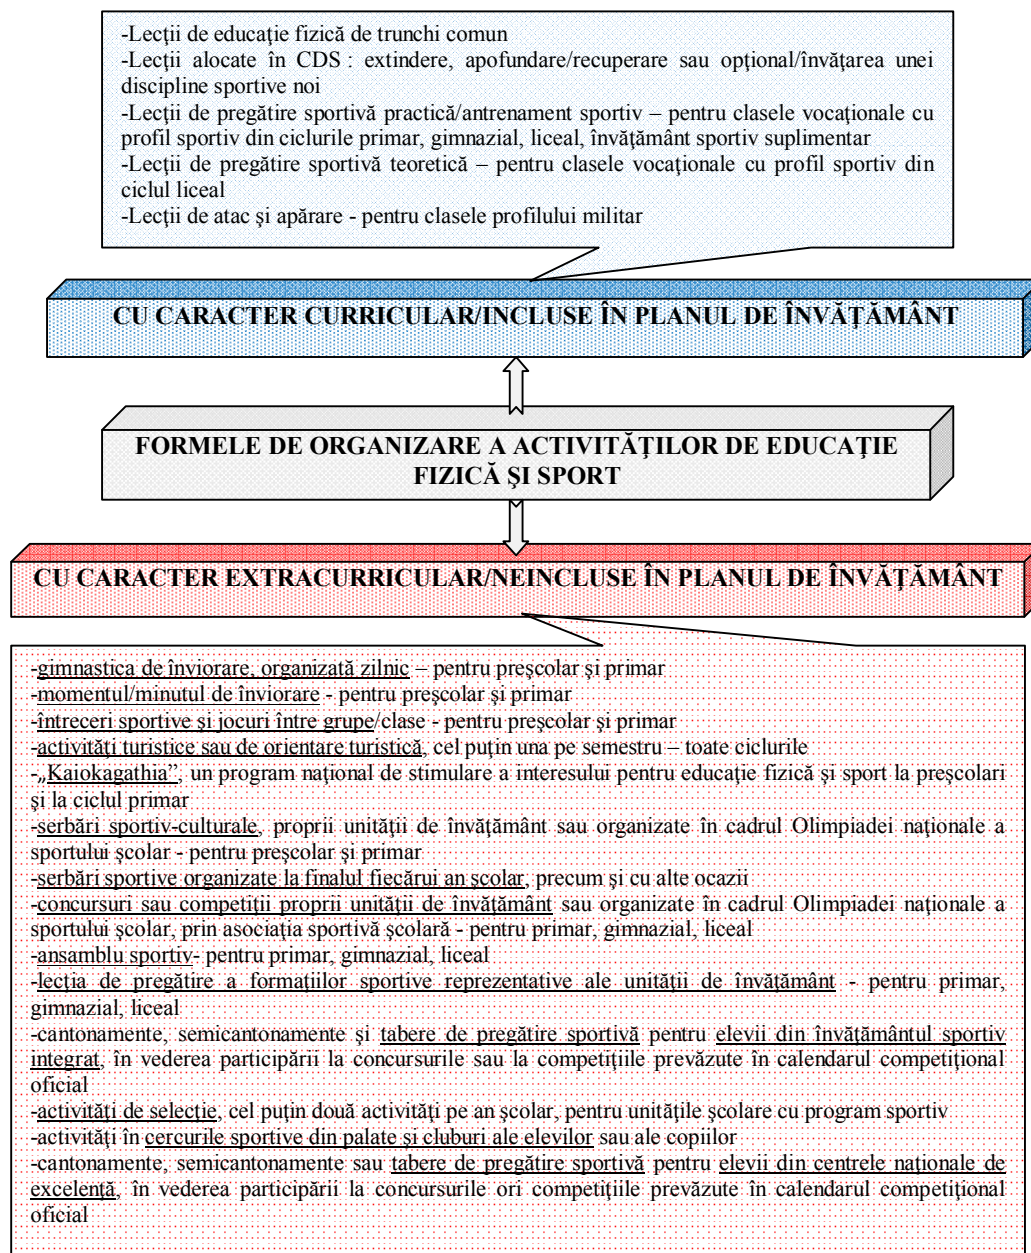 -Lecţii de educaţie fizică de trunchi comun
-Lecţii alocate în CDS : extindere, apofundare/recuperare sau opţional/învăţarea unei
discipline sportive noi
-Lecţii de pregătire sportivă practică/antrenament sportiv – pentru clasele vocaţionale cu
profil sportiv din ciclurile primar, gimnazial, liceal, învăţământ sportiv suplimentar
-Lecţii de pregătire sportivă teoretică – pentru clasele vocaţionale cu profil sportiv din
ciclul liceal
-Lecţii de atac şi apărare - pentru clasele profilului militar
CU CARACTER CURRICULAR/INCLUSE ÎN PLANUL DE ÎNVĂŢĂMÂNT
FORMELE DE ORGANIZARE A ACTIVITĂŢILOR DE EDUCAŢIE
FIZICĂ ŞI SPORT
CU CARACTER EXTRACURRICULAR/NEINCLUSE ÎN PLANUL DE ÎNVĂŢĂMÂNT
-gimnastica de înviorare, organizată zilnic – pentru preşcolar şi primar
-momentul/minutul de înviorare - pentru preşcolar şi primar
-întreceri sportive şi jocuri între grupe/clase - pentru preşcolar şi primar
-activităţi turistice sau de orientare turistică, cel puţin una pe semestru – toate ciclurile
-„Kaiokagathia”, un program naţional de stimulare a interesului pentru educaţie fizică şi sport la preşcolari
şi la ciclul primar
-serbări sportiv-culturale, proprii unităţii de învăţământ sau organizate în cadrul Olimpiadei naţionale a
sportului şcolar - pentru preşcolar şi primar
-serbări sportive organizate la finalul fiecărui an şcolar, precum şi cu alte ocazii
-concursuri sau competiţii proprii unităţii de învăţământ sau organizate în cadrul Olimpiadei naţionale a
sportului şcolar, prin asociaţia sportivă şcolară - pentru primar, gimnazial, liceal
-ansamblu sportiv- pentru primar, gimnazial, liceal
-lecţia de pregătire a formaţiilor sportive reprezentative ale unităţii de învăţământ - pentru primar,
gimnazial, liceal
-cantonamente, semicantonamente şi tabere de pregătire sportivă pentru elevii din învăţământul sportiv
integrat, în vederea participării la concursurile sau la competiţiile prevăzute în calendarul competiţional
oficial
-activităţi de selecţie, cel puţin două activităţi pe an şcolar, pentru unităţile şcolare cu program sportiv
-activităţi în cercurile sportive din palate şi cluburi ale elevilor sau ale copiilor
-cantonamente, semicantonamente sau tabere de pregătire sportivă pentru elevii din centrele naţionale de
excelenţă, în vederea participării la concursurile ori competiţiile prevăzute în calendarul competiţional
oficial